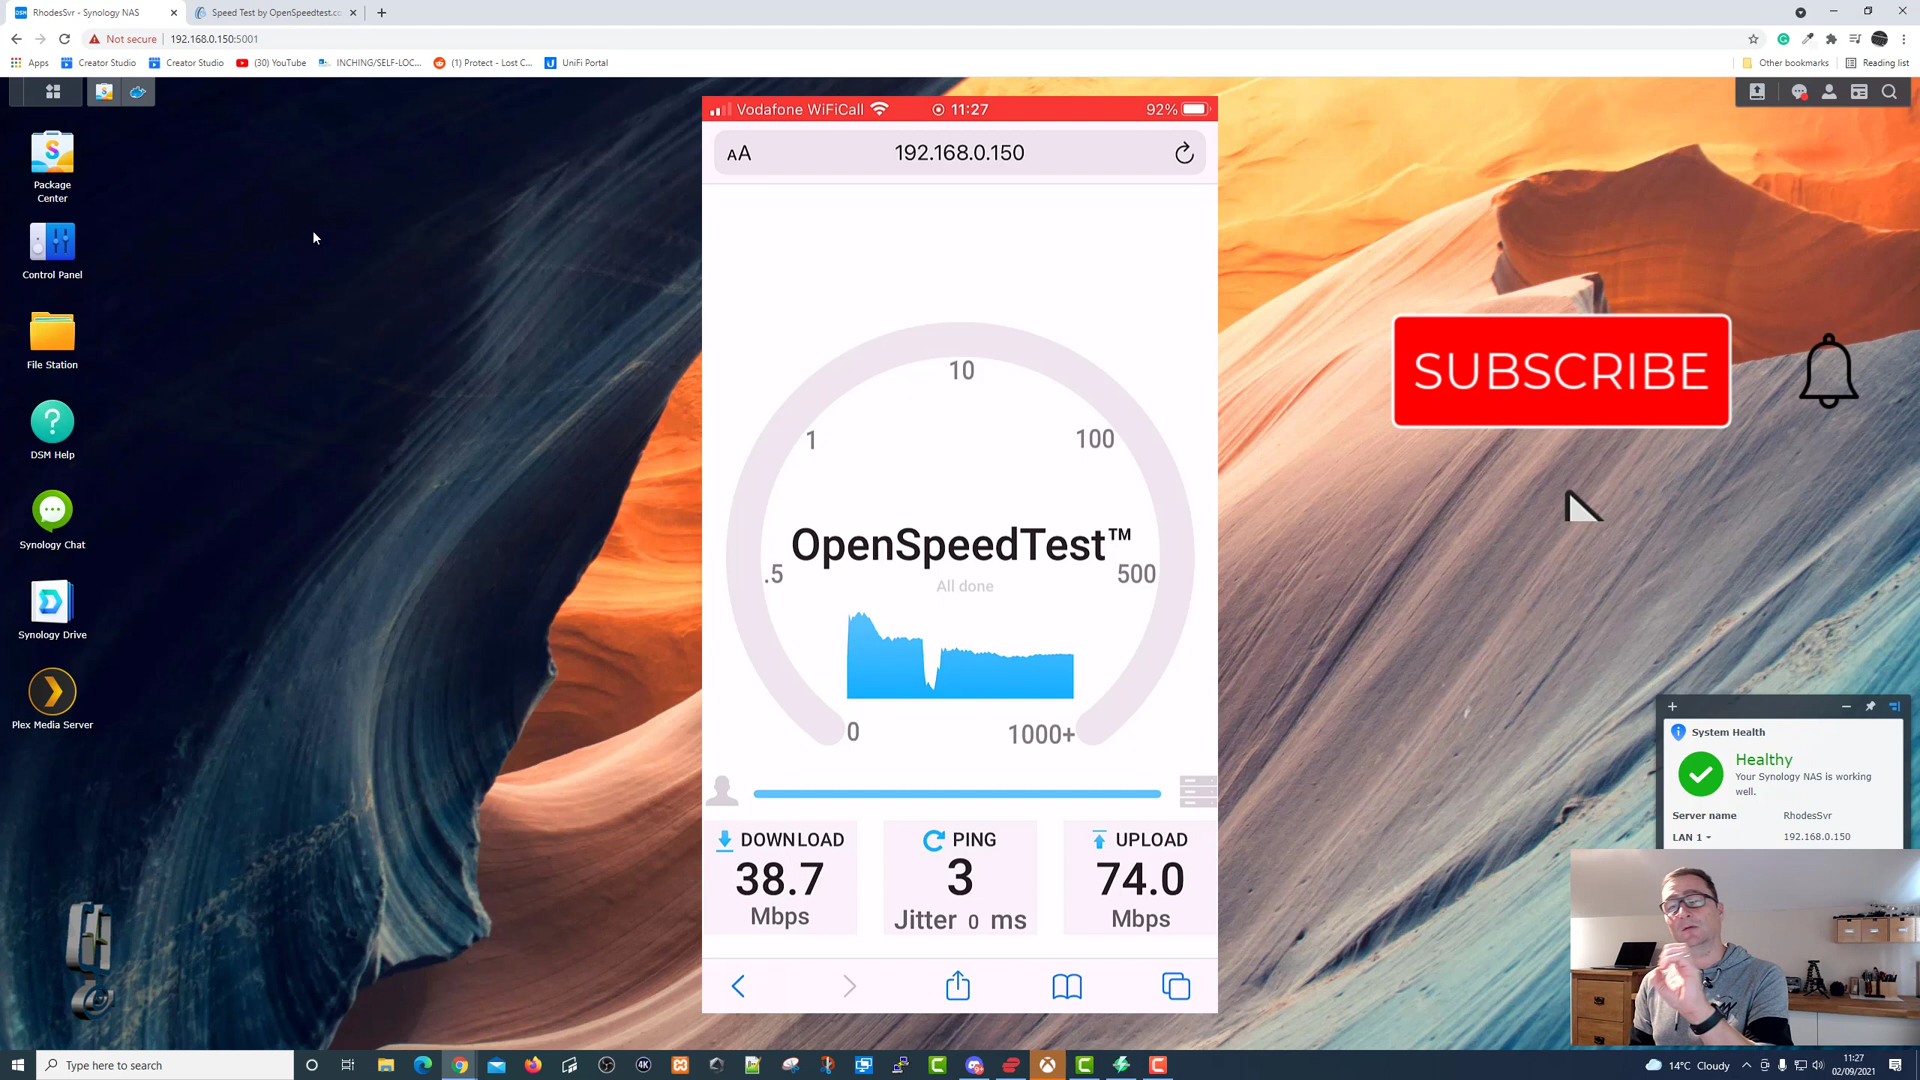 RhodesSvr - Synology NAS
Speed Test by OpenSpeedtest.co
Not secure
192.168.0.150:5001
Apps
Creator Studio
Creator Studio
(30) YouTube
INCHING/SELF-LOC...
(1) Protect - Lost C...
UniFi Portal
Other bookmarks
Reading list
Package
Center
Control Panel
File Station
DSM Help
Synology Chat
Synology Drive
Plex Media Server
Vodafone WiFiCall
11:27
92%
AA
192.168.0.150
10
1
100
OpenSpeedTest™
.5
500
All done
0
1000+
DOWNLOAD
38.7
Mbps
PING
3
Jitter 0 ms
UPLOAD
74.0
Mbps
SUBSCRIBE
System Health
Healthy
Your Synology NAS is working
well.
Server name RhodesSvr
LAN 1 192.168.0.150
Type here to search
4K
14°C Cloudy
11:27
02/09/2021